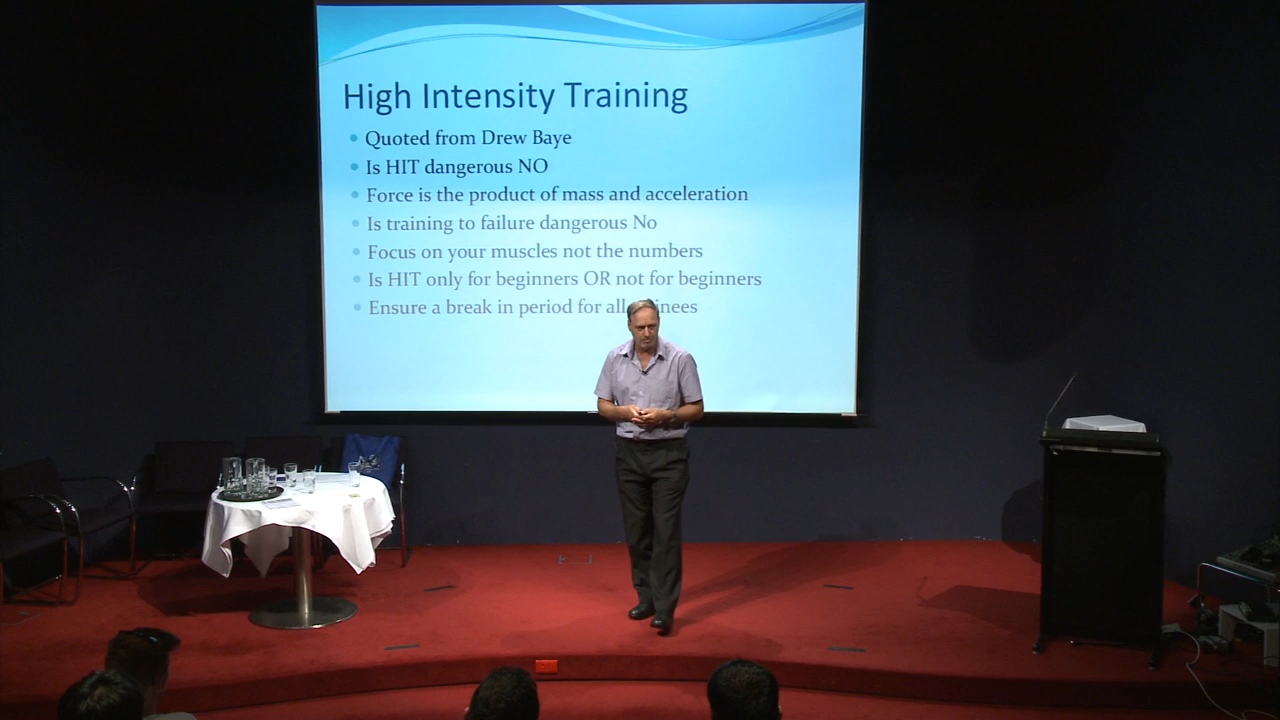 High Intensity Training
Quoted from Drew Baye
Is HIT dangerous NO
Force is the product of mass and acceleration
Is training to failure dangerous No
Focus on your muscles not the numbers
Is HIT only for beginners OR not for beginners
Ensure a break in period for all